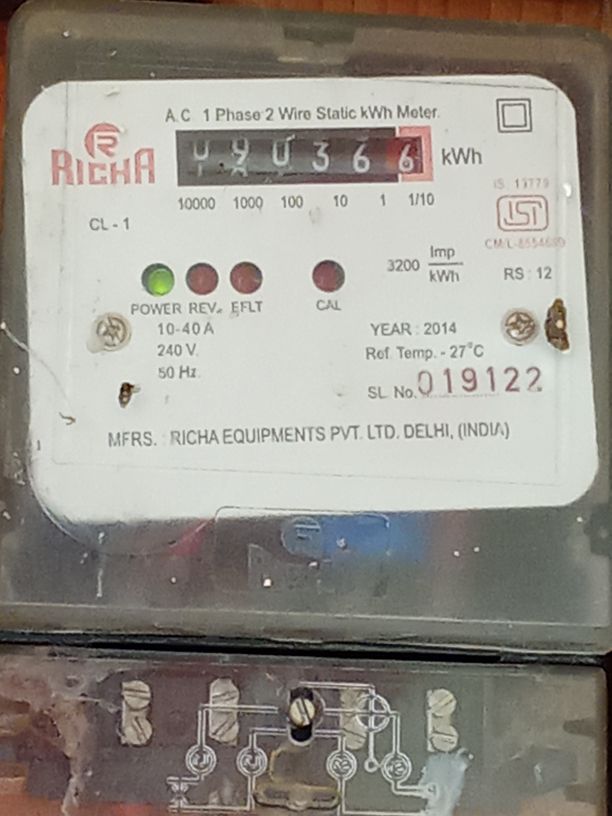 A.C. 1 Phase 2 Wire Static kWh Meter
R
RICHA
366 kWh
10000 1000 100 10 1 1/10
IS. 13779
ISI
CL - 1
3200 Imp/kWh
RS : 12
POWER REV. EFLT CAL
10-40 A
240 V.
50 Hz.
YEAR : 2014
Ref. Temp. - 27°C
SL. No. 019122
MFRS. : RICHA EQUIPMENTS PVT. LTD. DELHI, (INDIA)